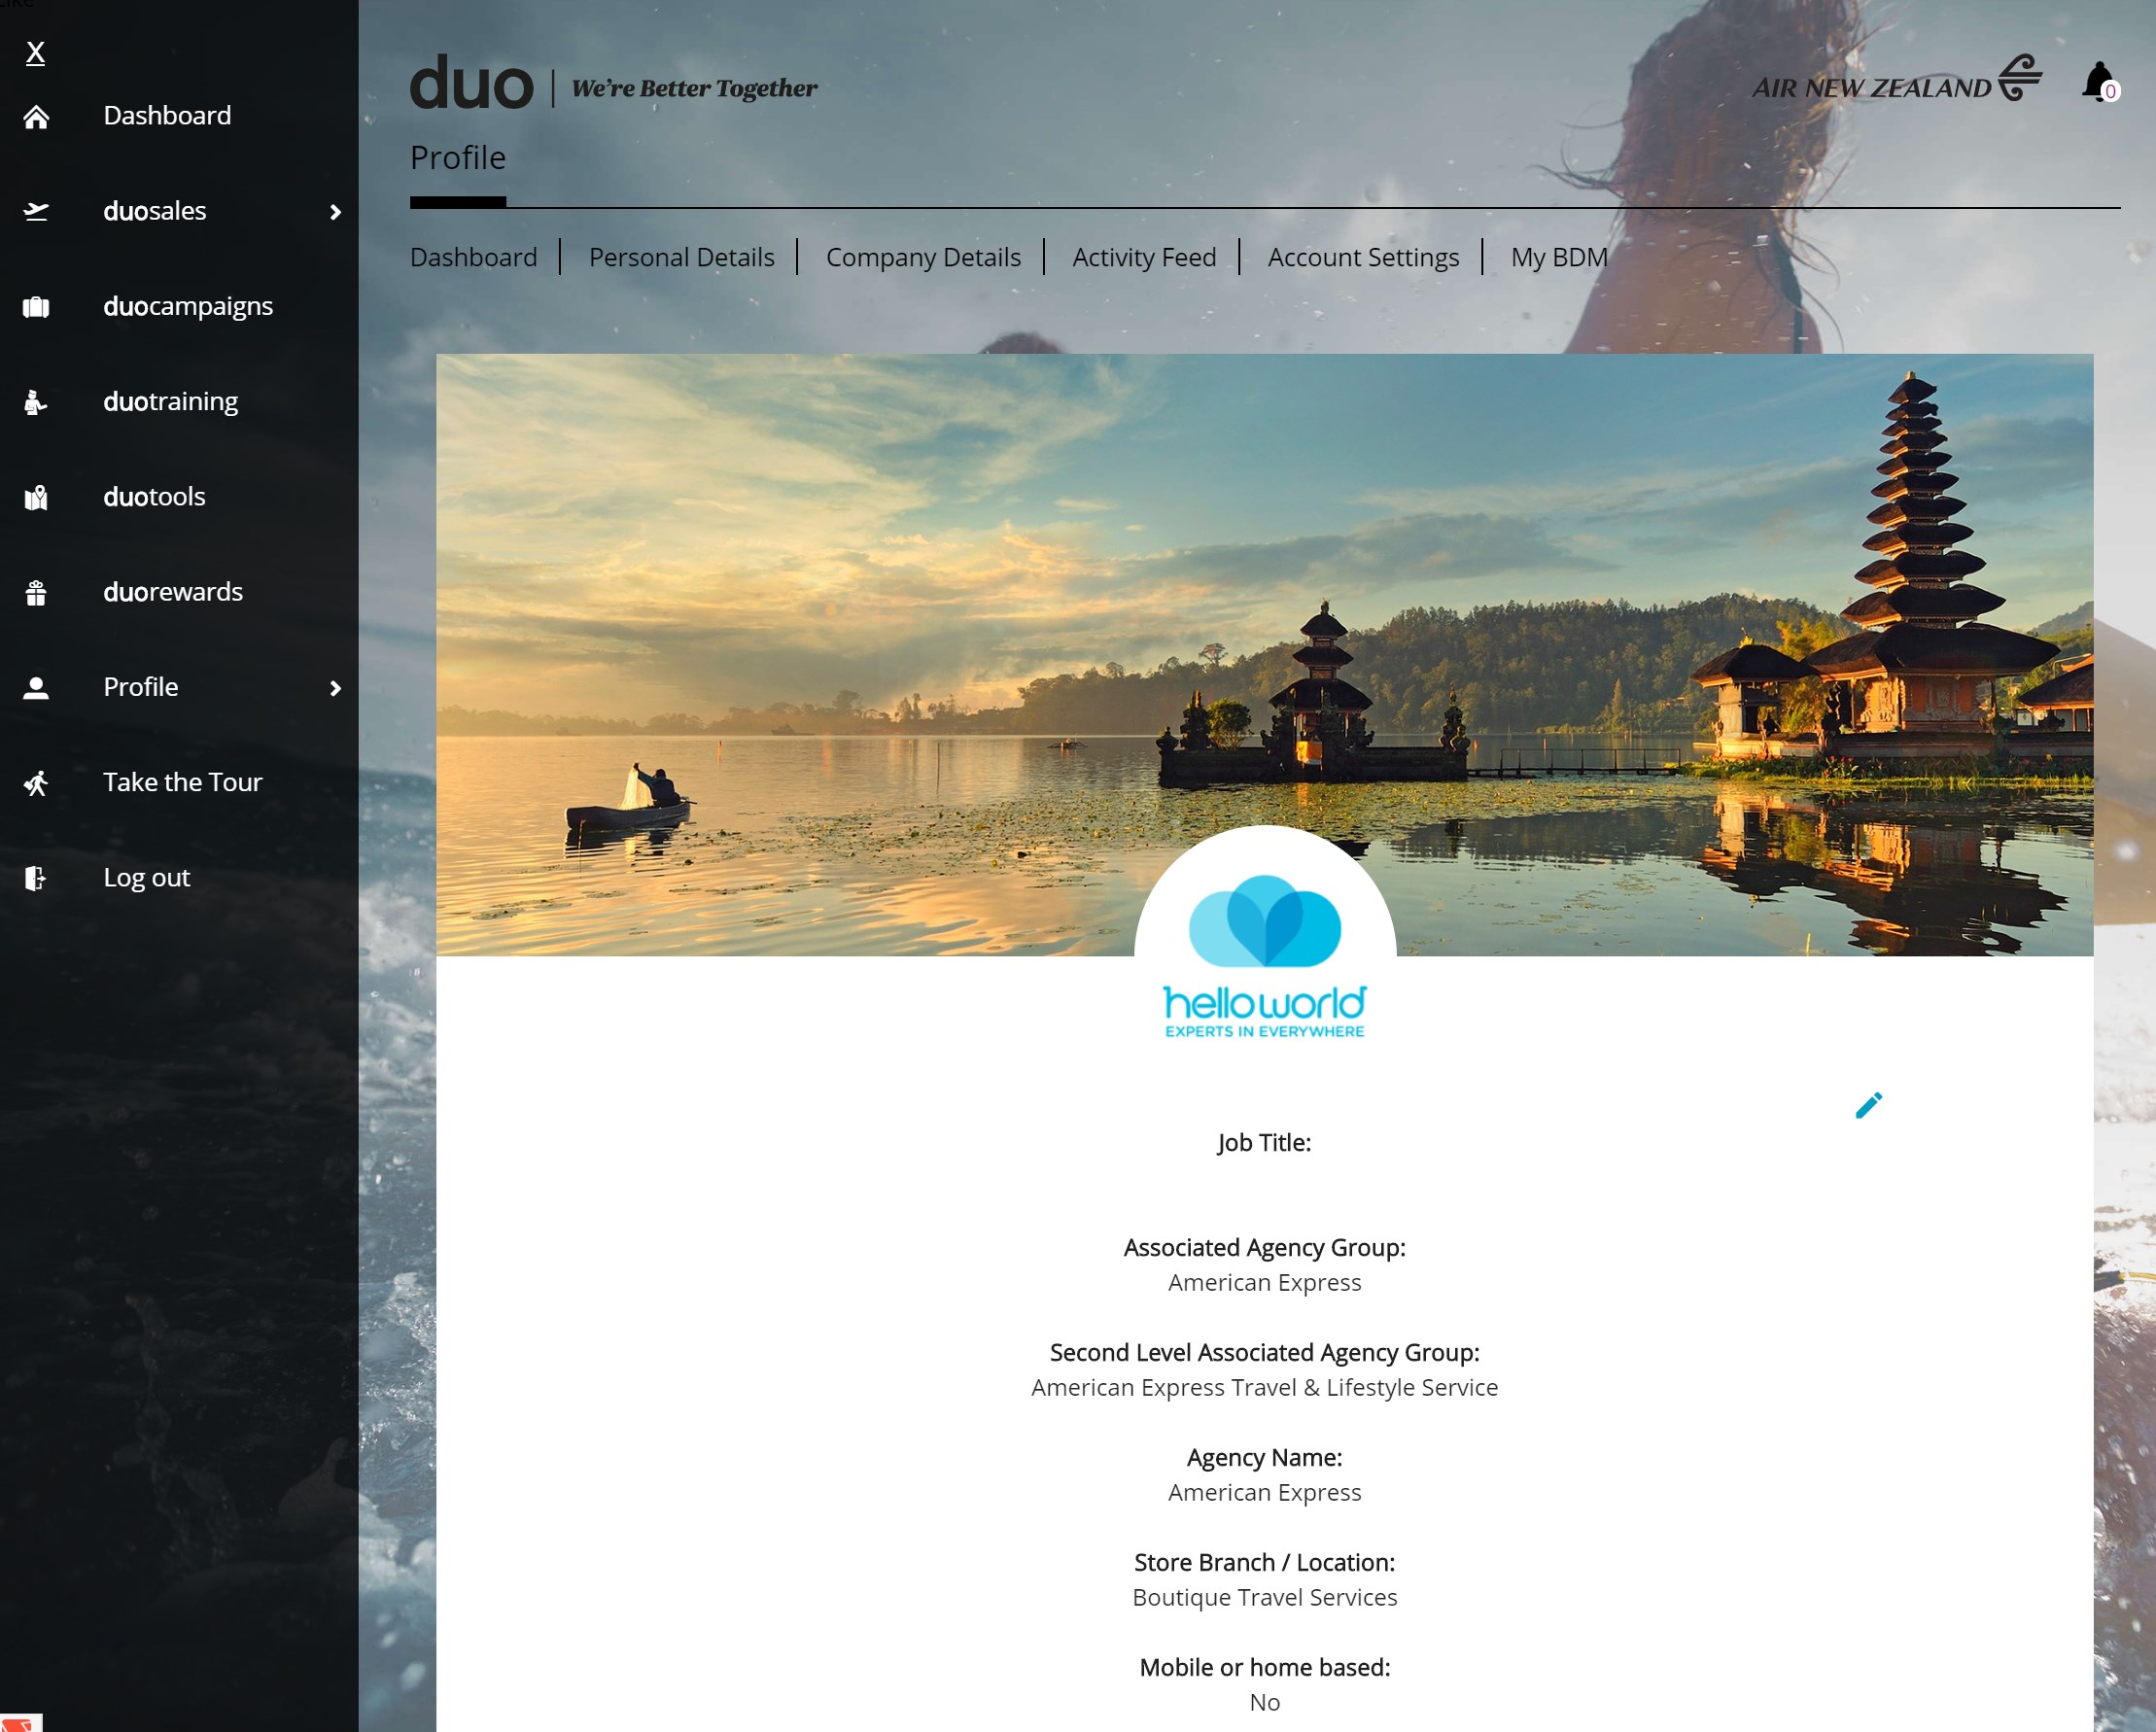 X
Dashboard
duosales
duocampaigns
duotraining
duotools
duorewards
Profile
Take the Tour
Log out
duo | We're Better Together
AIR NEW ZEALAND
0
Profile
Dashboard
Personal Details
Company Details
Activity Feed
Account Settings
My BDM
helloworld
EXPERTS IN EVERYWHERE
Job Title:
Associated Agency Group:
American Express
Second Level Associated Agency Group:
American Express Travel & Lifestyle Service
Agency Name:
American Express
Store Branch / Location:
Boutique Travel Services
Mobile or home based:
No